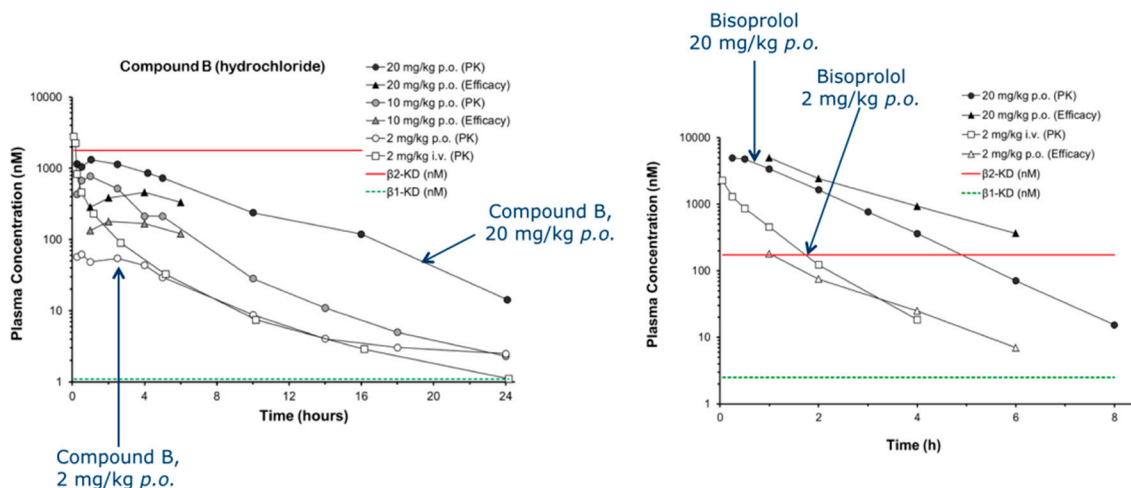 Compound B (hydrochloride)
20 mg/kg p.o. (PK)
20 mg/kg p.o. (Efficacy)
10 mg/kg p.o. (PK)
10 mg/kg p.o. (Efficacy)
2 mg/kg p.o. (PK)
2 mg/kg i.v. (PK)
β2-KD (nM)
β1-KD (nM)
Plasma Concentration (nM)
10000
1000
100
10
1
0 4 8 12 16 20 24
Time (hours)
Compound B,
20 mg/kg p.o.
Compound B,
2 mg/kg p.o.
Bisoprolol
20 mg/kg p.o.
Bisoprolol
2 mg/kg p.o.
20 mg/kg p.o. (PK)
20 mg/kg p.o. (Efficacy)
2 mg/kg i.v. (PK)
2 mg/kg p.o. (Efficacy)
β2-KD (nM)
β1-KD (nM)
Plasma Concentration (nM)
10000
1000
100
10
1
0 2 4 6 8
Time (h)